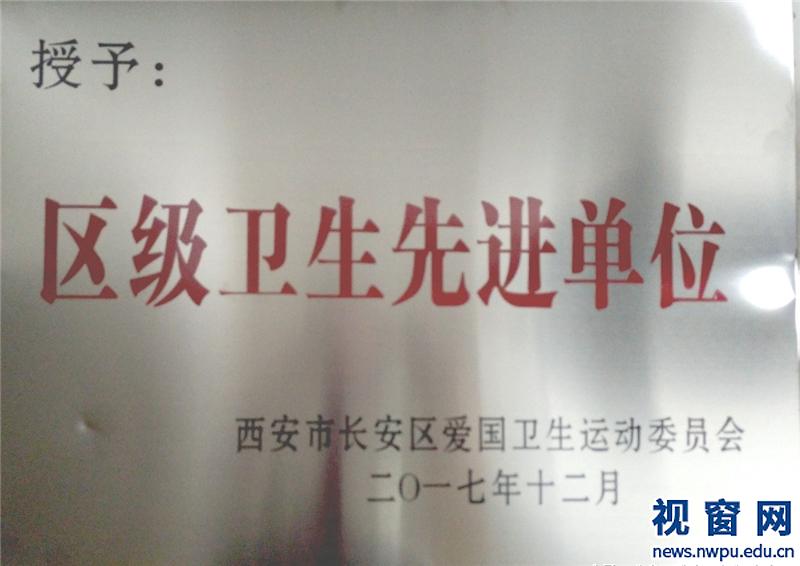 授予：
区级卫生先进单位
西安市长安区爱国卫生运动委员会
二〇一七年十二月
视窗网
news.nwpu.edu.cn